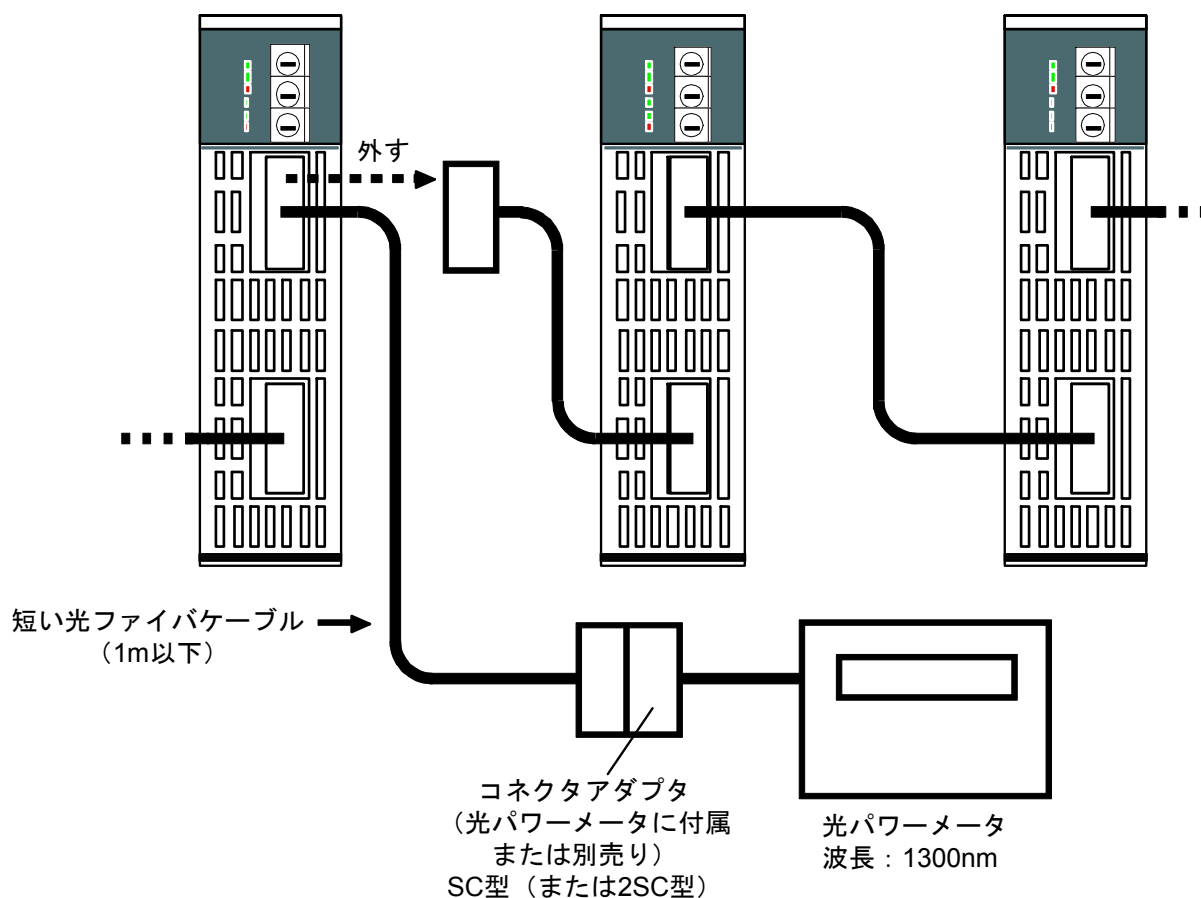 外す
短い光ファイバケーブル
（1m以下）
コネクタアダプタ
（光パワーメータに付属
または別売り）
SC型（または2SC型）
光パワーメータ
波長：1300nm